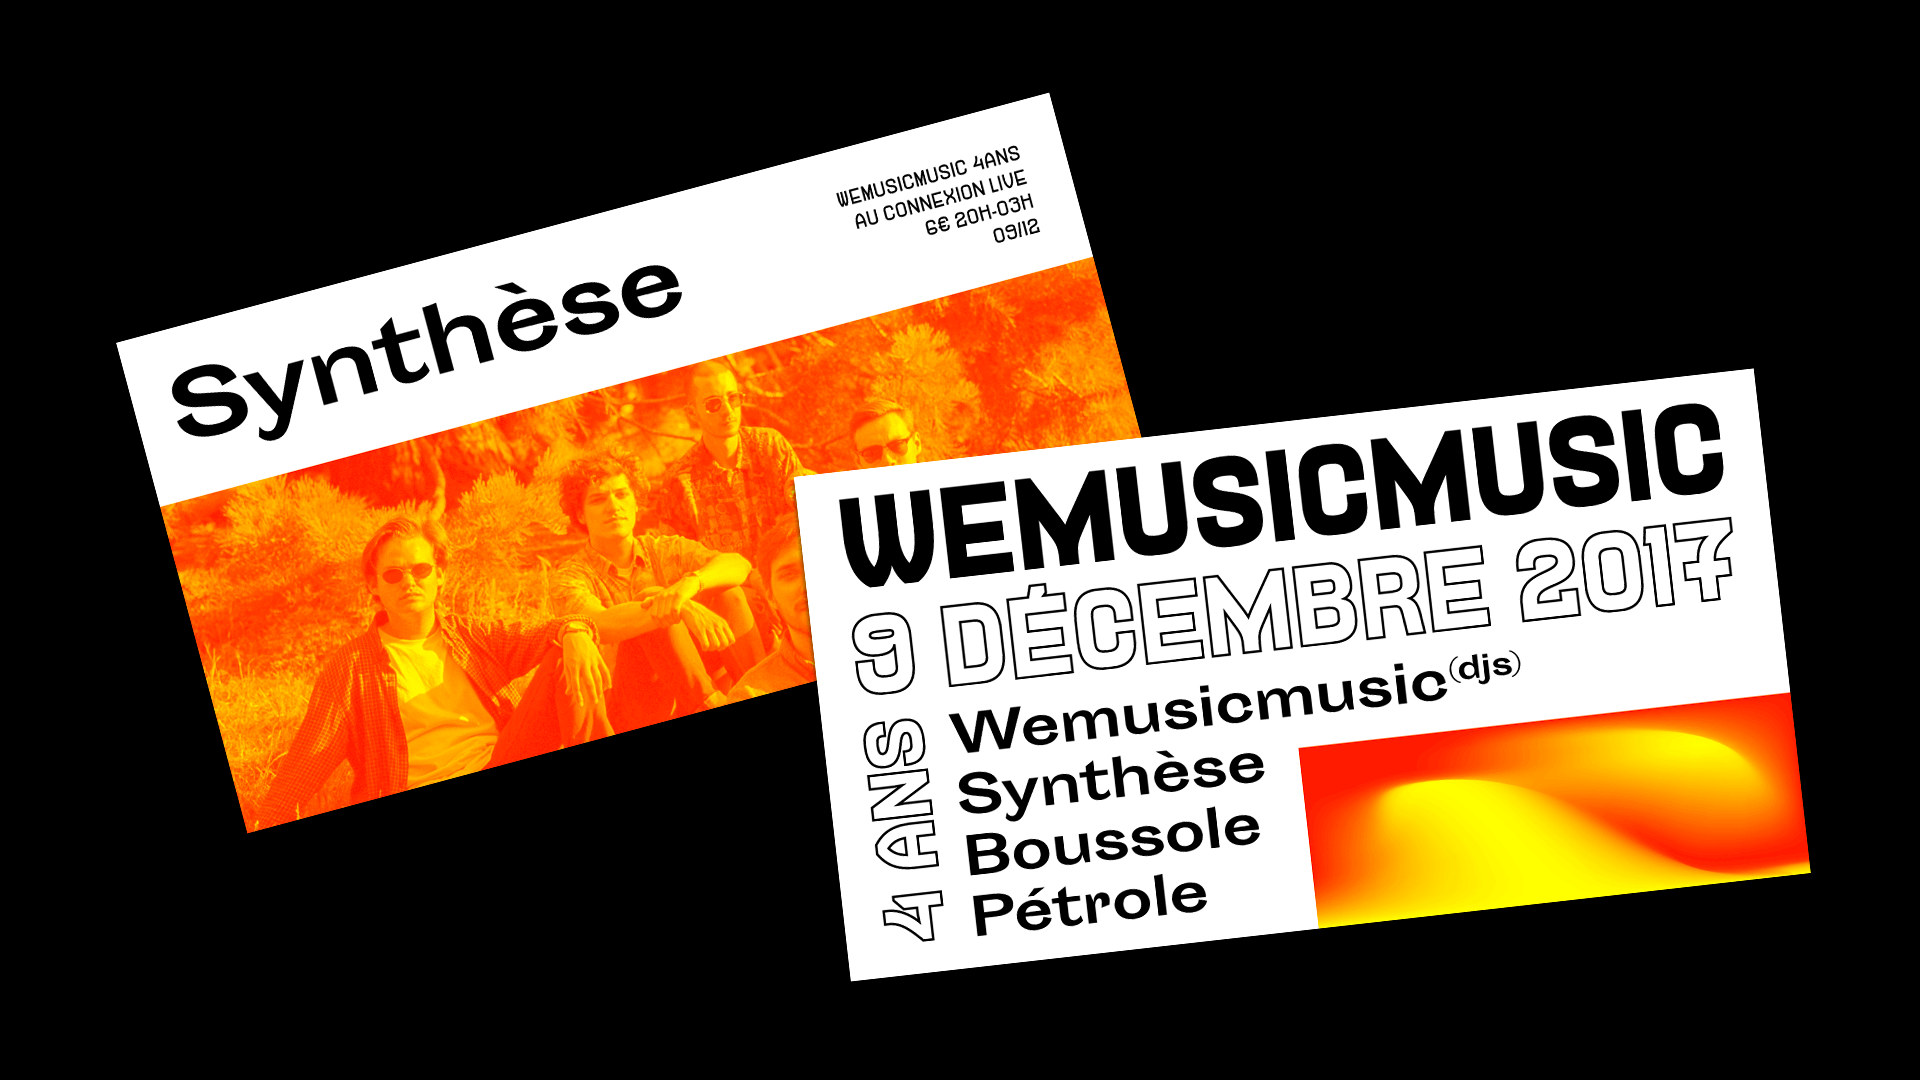 Synthèse
WEMUSICMUSIC 4ANS
AU CONNEXION LIVE
6€ 20H-03H
09/12
WEMUSICMUSIC
9 DÉCEMBRE 2017
4 ANS
Wemusicmusic(djs)
Synthèse
Boussole
Pétrole